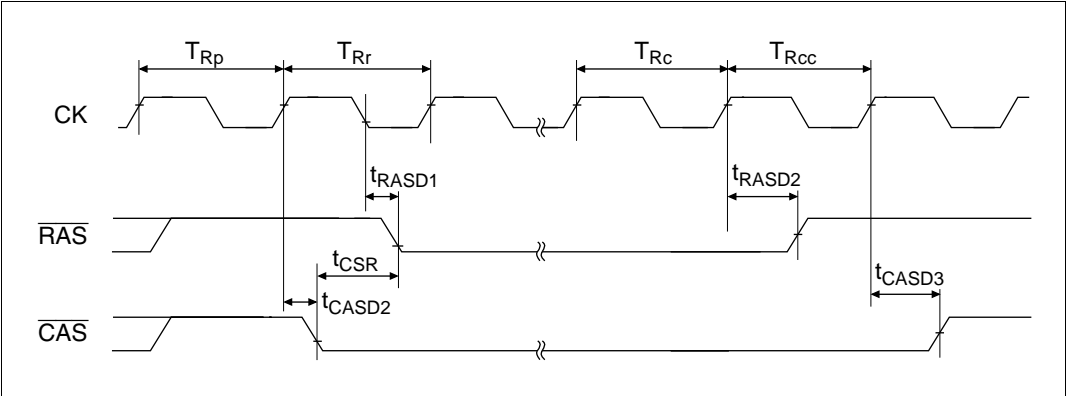 TRp TRr TRc TRcc
CK
tRASD1 tRASD2
RAS
tCSR
tCASD3
tCASD2
CAS